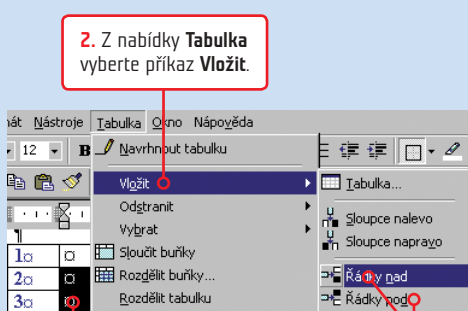 2. Z nabídky Tabulka
vyberte příkaz Vložit.
át Nástroje Tabulka Okno Nápověda
12 B Navrhnout tabulku
Vložit
Tabulka...
Odstranit
Sloupce nalevo
Vybrat
Sloupce napravo
Sloučit buňky
Řádky nad
Rozdělit buňky...
Řádky pod
Rozdělit tabulku
1¤ ¤
2¤ ¤
3¤ ¤